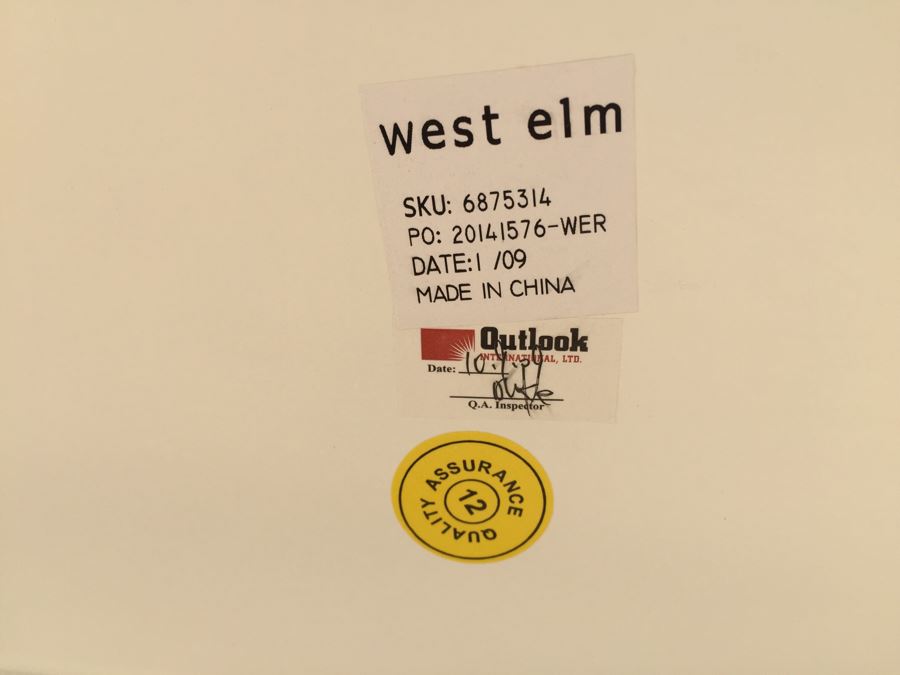 west elm
SKU: 6875314
PO: 20141576-WER
DATE:1 /09
MADE IN CHINA
Outlook
INTERNATIONAL, LTD.
Date:
Q.A. Inspector
QUALITY ASSURANCE
12